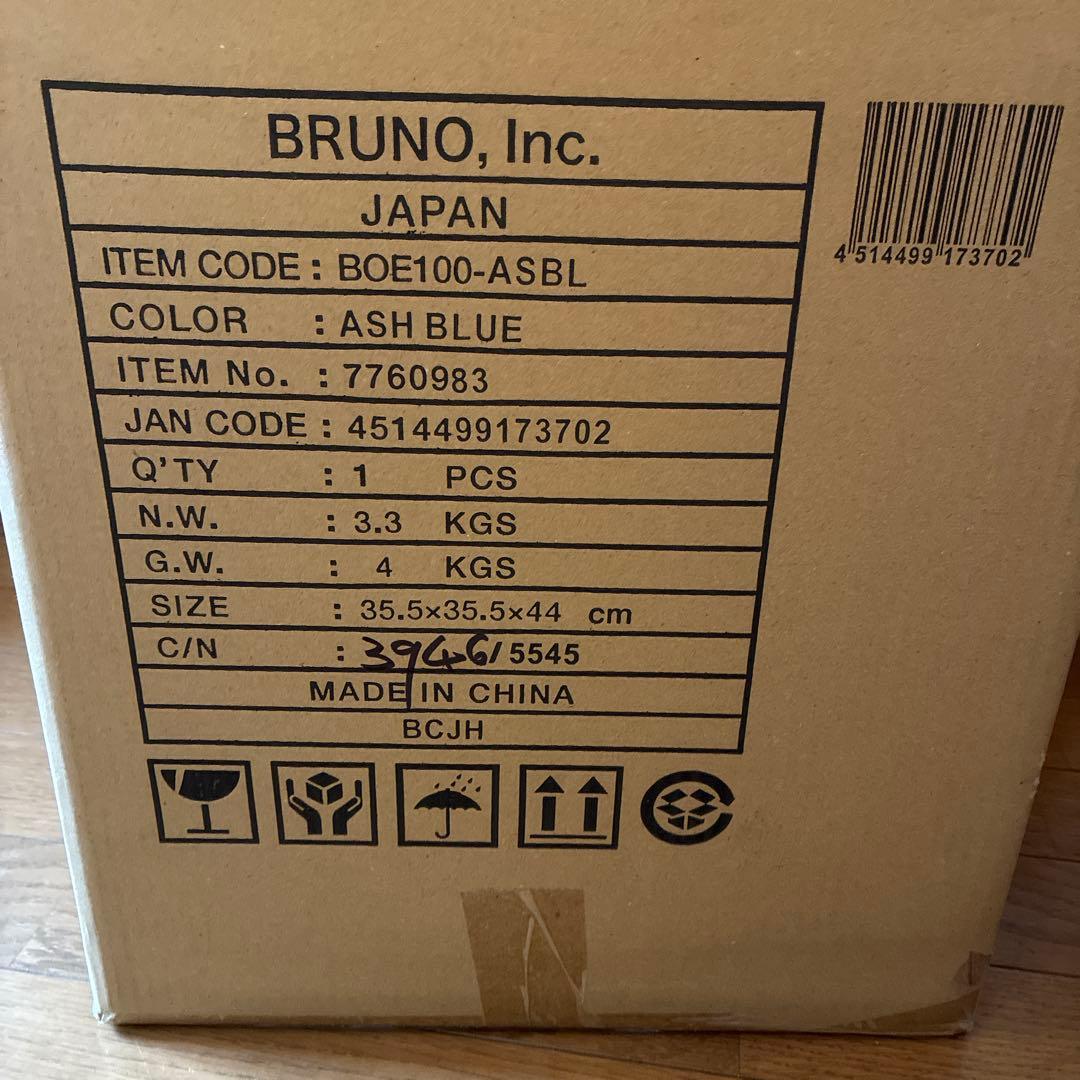 BRUNO, Inc.
JAPAN
ITEM CODE : BOE100-ASBL
COLOR : ASH BLUE
ITEM No. : 7760983
JAN CODE : 4514499173702
Q'TY : 1 PCS
N.W. : 3.3 KGS
G.W. : 4 KGS
SIZE : 35.5×35.5×44 cm
C/N : 3946/5545
MADE IN CHINA
BCJH
4 514499 173702